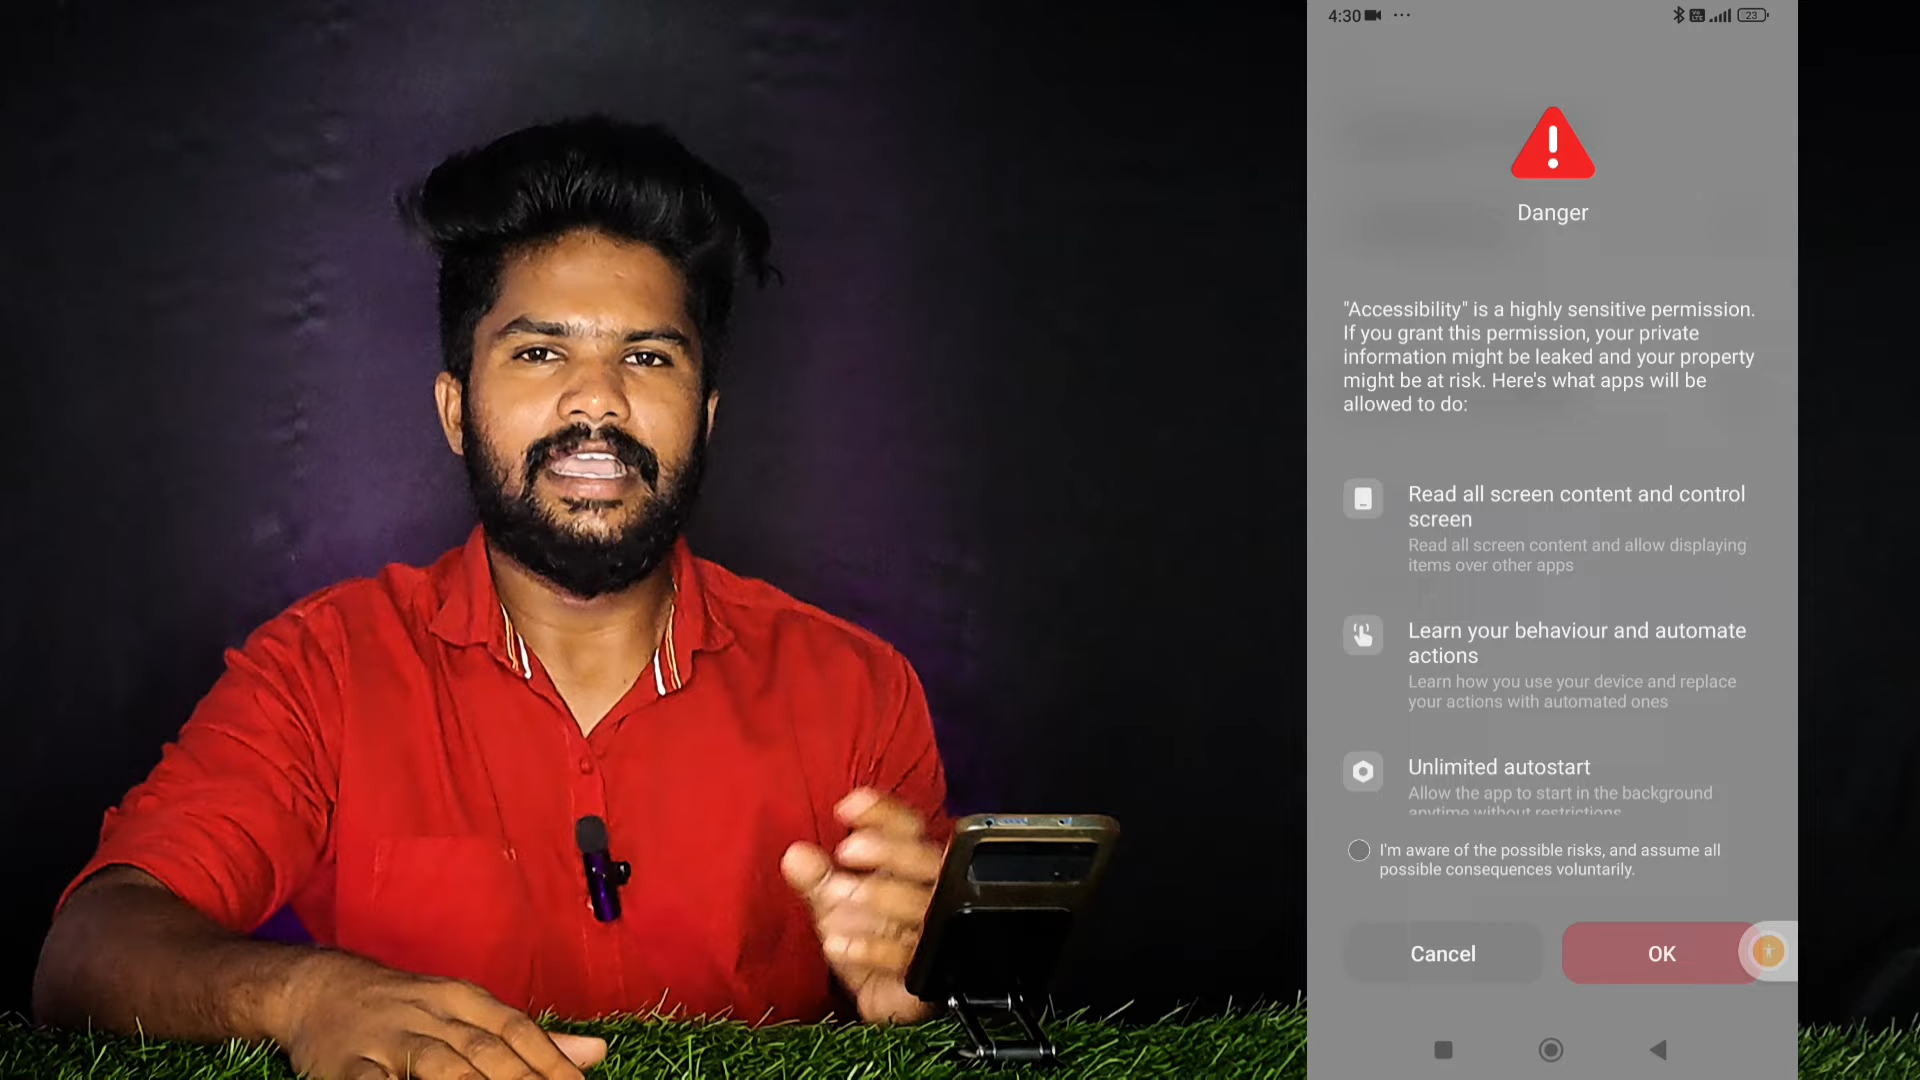 4:30
23
Danger
"Accessibility" is a highly sensitive permission.
If you grant this permission, your private
information might be leaked and your property
might be at risk. Here's what apps will be
allowed to do:
Read all screen content and control
screen
Read all screen content and allow displaying
items over other apps
Learn your behaviour and automate
actions
Learn how you use your device and replace
your actions with automated ones
Unlimited autostart
Allow the app to start in the background
anytime without restrictions
I'm aware of the possible risks, and assume all
possible consequences voluntarily.
Cancel
OK